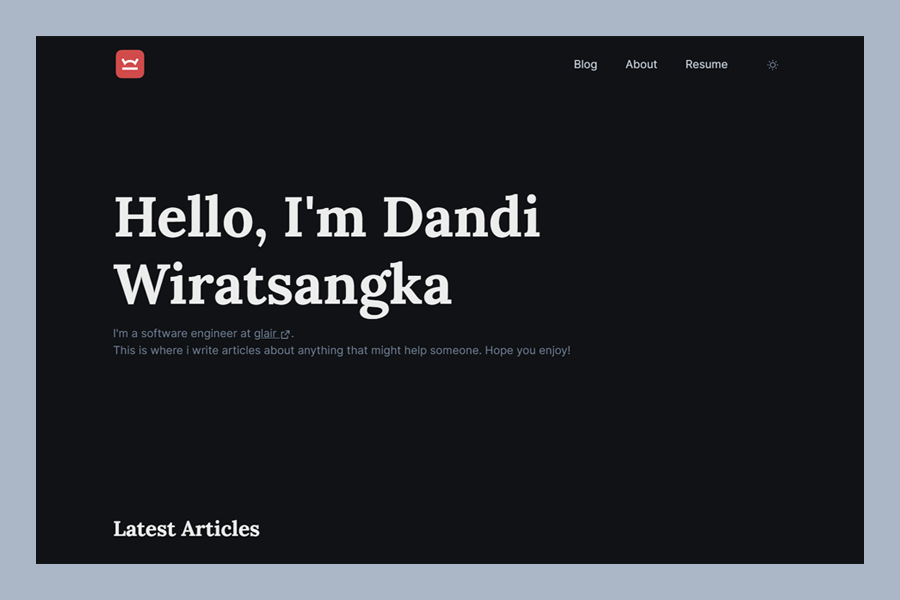 Blog About Resume
Hello, I'm Dandi
Wiratsangka
I'm a software engineer at glair.
This is where i write articles about anything that might help someone. Hope you enjoy!
Latest Articles